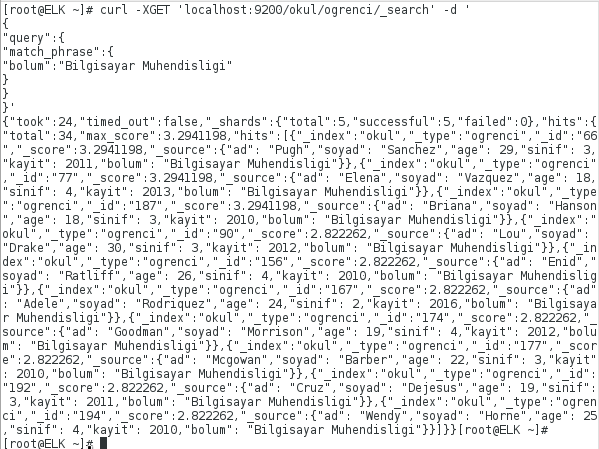 [root@ELK ~]# curl -XGET 'localhost:9200/okul/ogrenci/_search' -d '
{
"query":{
"match_phrase":{
"bolum":"Bilgisayar Muhendisligi"
}
}
}'
{"took":24,"timed_out":false,"_shards":{"total":5,"successful":5,"failed":0},"hits":{
"total":34,"max_score":3.2941198,"hits":[{"_index":"okul","_type":"ogrenci","_id":"66
","_score":3.2941198,"_source":{"ad": "Pugh","soyad": "Sanchez","age": 29,"sinif": 3,
"kayit": 2011,"bolum": "Bilgisayar Muhendisligi"}},{"_index":"okul","_type":"ogrenci"
,"_id":"77","_score":3.2941198,"_source":{"ad": "Elena","soyad": "Vazquez","age": 18,
"sinif": 4,"kayit": 2013,"bolum": "Bilgisayar Muhendisligi"}},{"_index":"okul","_type
":"ogrenci","_id":"187","_score":3.2941198,"_source":{"ad": "Briana","soyad": "Hanson
","age": 18,"sinif": 3,"kayit": 2010,"bolum": "Bilgisayar Muhendisligi"}},{"_index":"
okul","_type":"ogrenci","_id":"90","_score":2.822262,"_source":{"ad": "Lou","soyad": 
"Drake","age": 30,"sinif": 3,"kayit": 2012,"bolum": "Bilgisayar Muhendisligi"}},{"_in
dex":"okul","_type":"ogrenci","_id":"156","_score":2.822262,"_source":{"ad": "Enid","
soyad": "Ratliff","age": 26,"sinif": 4,"kayit": 2010,"bolum": "Bilgisayar Muhendislig
i"}},{"_index":"okul","_type":"ogrenci","_id":"167","_score":2.822262,"_source":{"ad"
: "Adele","soyad": "Rodriquez","age": 24,"sinif": 2,"kayit": 2016,"bolum": "Bilgisaya
r Muhendisligi"}},{"_index":"okul","_type":"ogrenci","_id":"174","_score":2.822262,"_
source":{"ad": "Goodman","soyad": "Morrison","age": 19,"sinif": 4,"kayit": 2012,"bolu
m": "Bilgisayar Muhendisligi"}},{"_index":"okul","_type":"ogrenci","_id":"177","_scor
e":2.822262,"_source":{"ad": "Mcgowan","soyad": "Barber","age": 22,"sinif": 3,"kayit"
: 2010,"bolum": "Bilgisayar Muhendisligi"}},{"_index":"okul","_type":"ogrenci","_id":
"192","_score":2.822262,"_source":{"ad": "Cruz","soyad": "Dejesus","age": 19,"sinif":
 3,"kayit": 2011,"bolum": "Bilgisayar Muhendisligi"}},{"_index":"okul","_type":"ogren
ci","_id":"194","_score":2.822262,"_source":{"ad": "Wendy","soyad": "Horne","age": 25
,"sinif": 4,"kayit": 2010,"bolum": "Bilgisayar Muhendisligi"}}]}}[root@ELK ~]#
[root@ELK ~]#